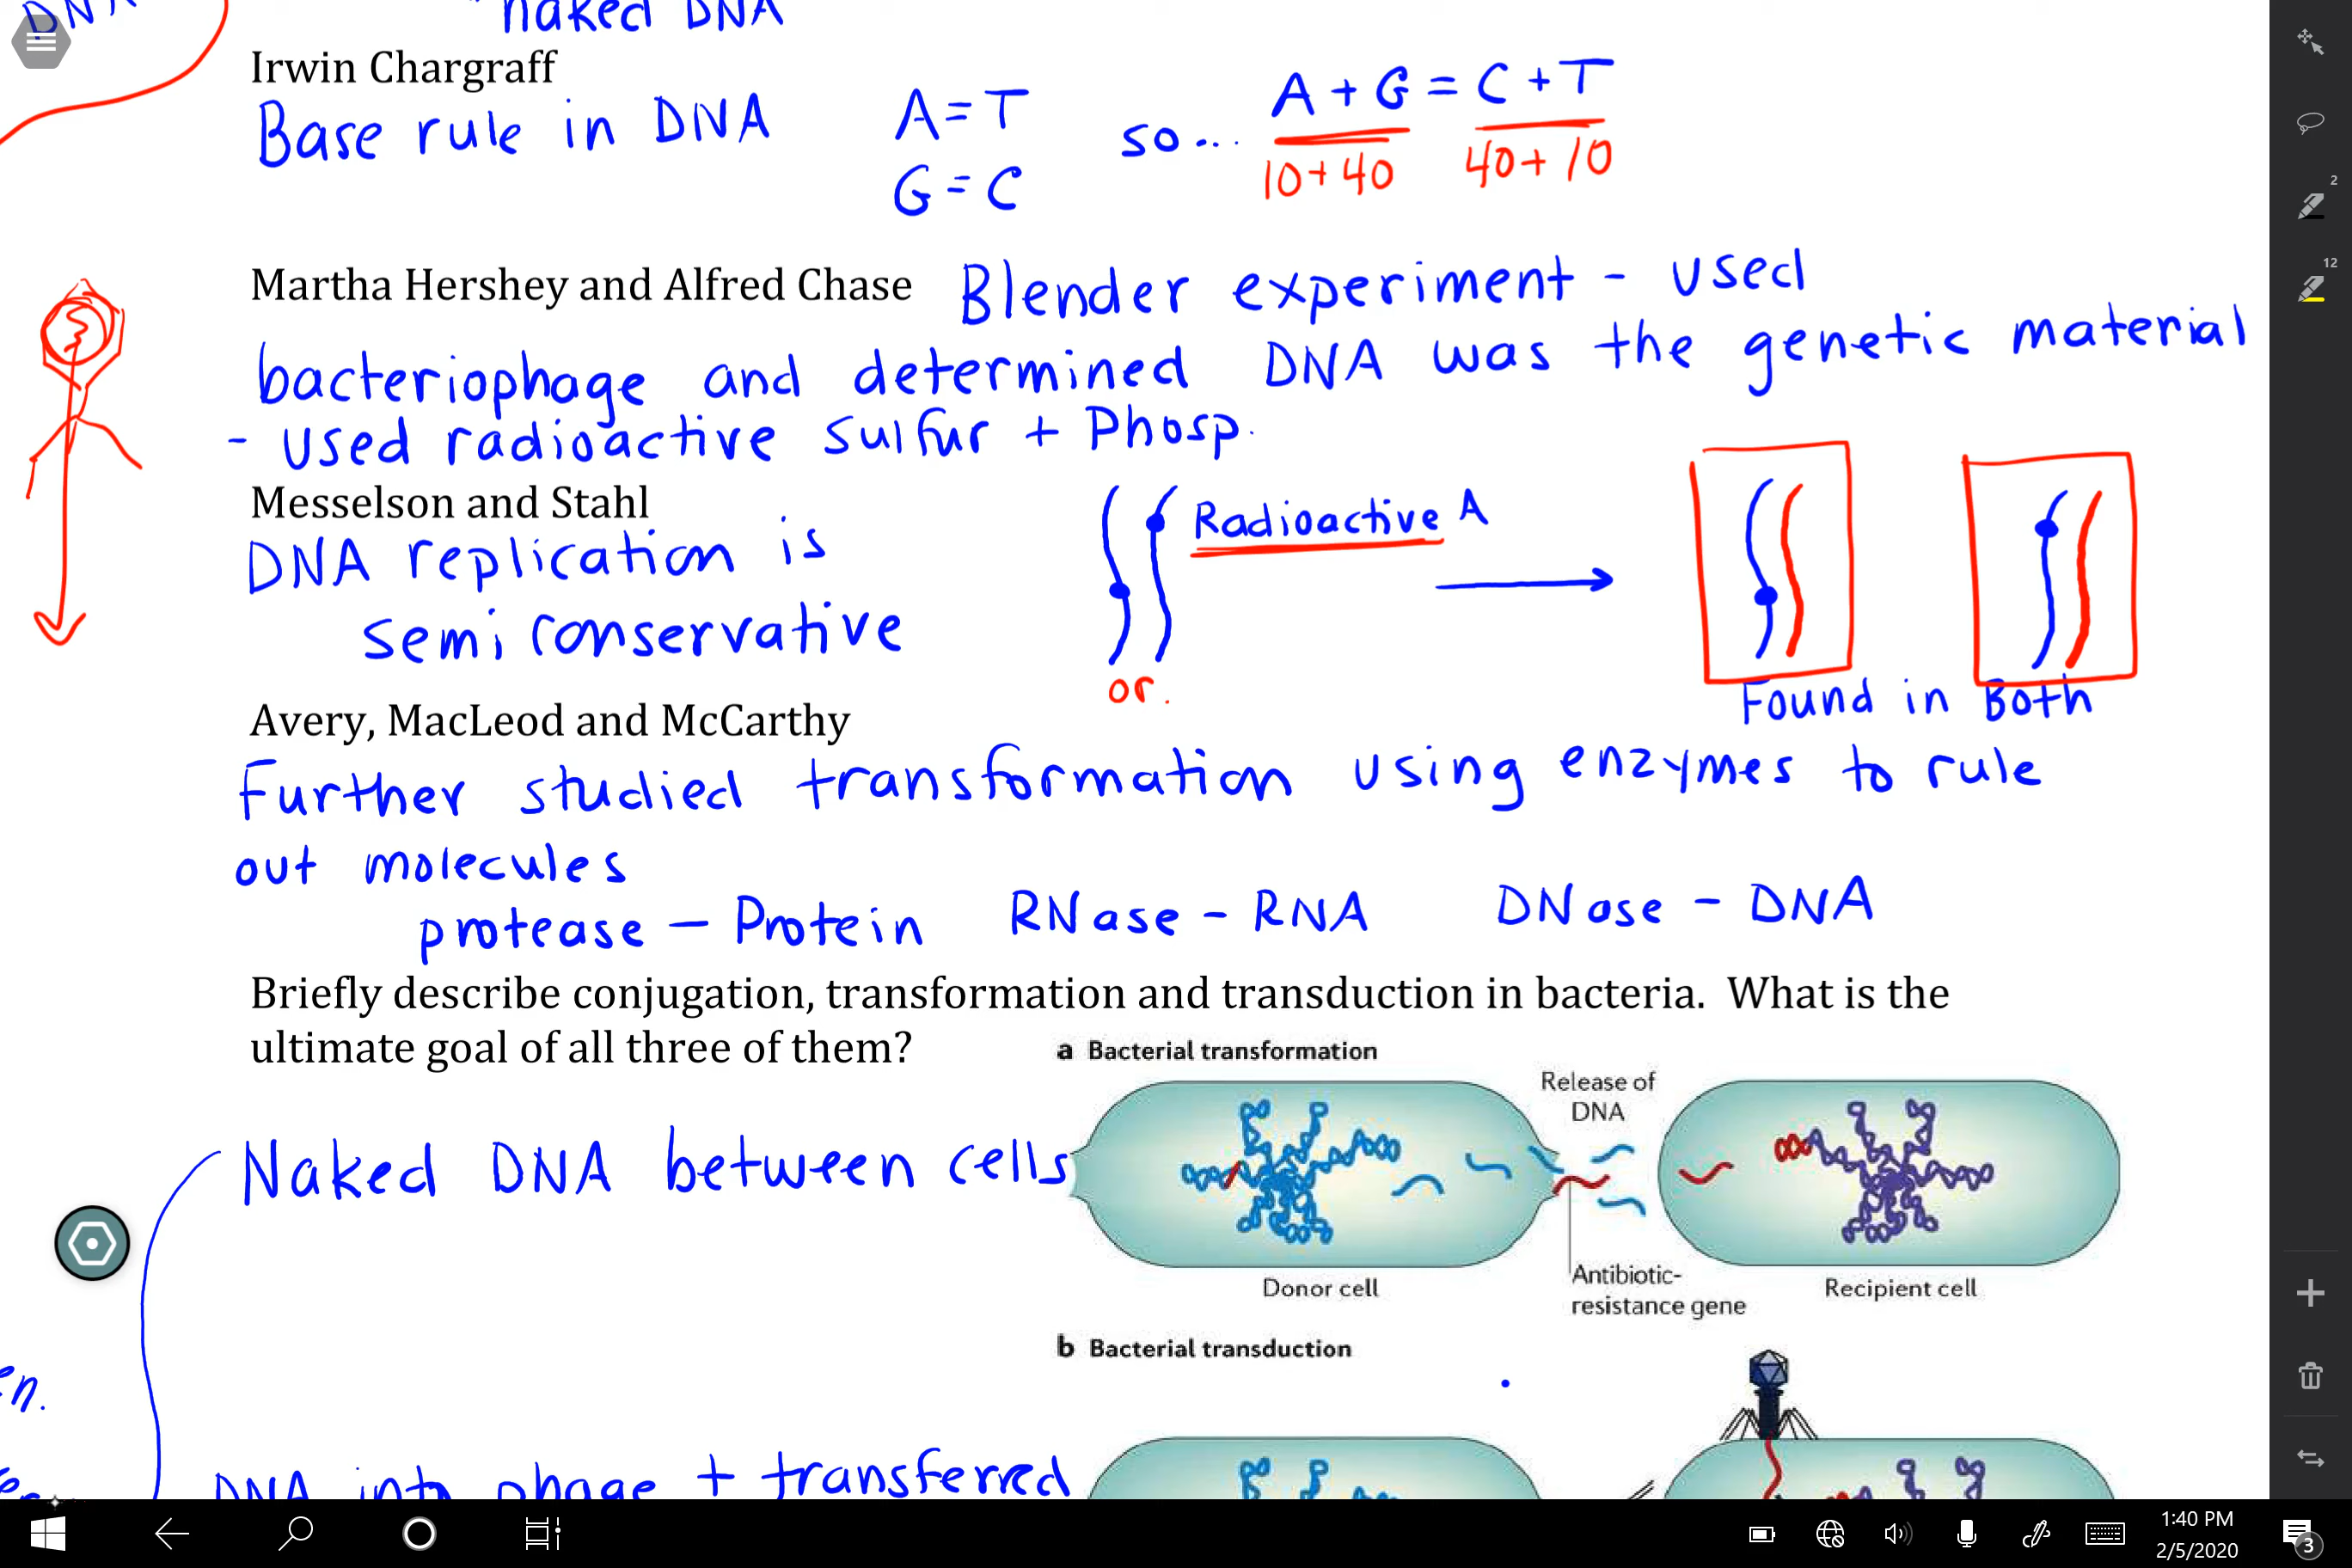 naked DNA
Irwin Chargraff
Base rule in DNA A=T so... A+G=C+T
G=C 10+40 40+10
Martha Hershey and Alfred Chase Blender experiment - used
bacteriophage and determined DNA was the genetic material
- used radioactive sulfur + Phosp.
Messelson and Stahl Radioactive A
DNA replication is
semi conservative
or.
Found in Both
Avery, MacLeod and McCarthy
Further studied transformation using enzymes to rule
out molecules
protease - Protein RNase - RNA DNase - DNA
Briefly describe conjugation, transformation and transduction in bacteria. What is the
ultimate goal of all three of them?
a Bacterial transformation
Release of
DNA
Naked DNA between cells
Donor cell
Antibiotic-
resistance gene
Recipient cell
b Bacterial transduction
DNA into phage + transferred
2
12
1:40 PM
2/5/2020
3